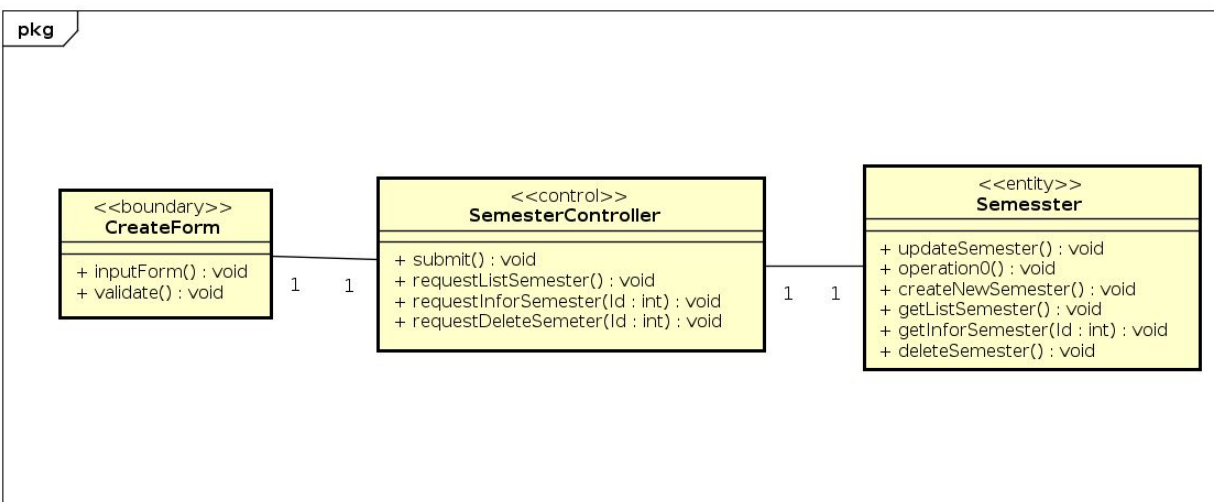 pkg
<<boundary>>
CreateForm
+ inputForm() : void
+ validate() : void
1 1
<<control>>
SemesterController
+ submit() : void
+ requestListSemester() : void
+ requestInforSemester(Id : int) : void
+ requestDeleteSemeter(Id : int) : void
1 1
<<entity>>
Semesster
+ updateSemester() : void
+ operation0() : void
+ createNewSemester() : void
+ getListSemester() : void
+ getInforSemester(Id : int) : void
+ deleteSemester() : void